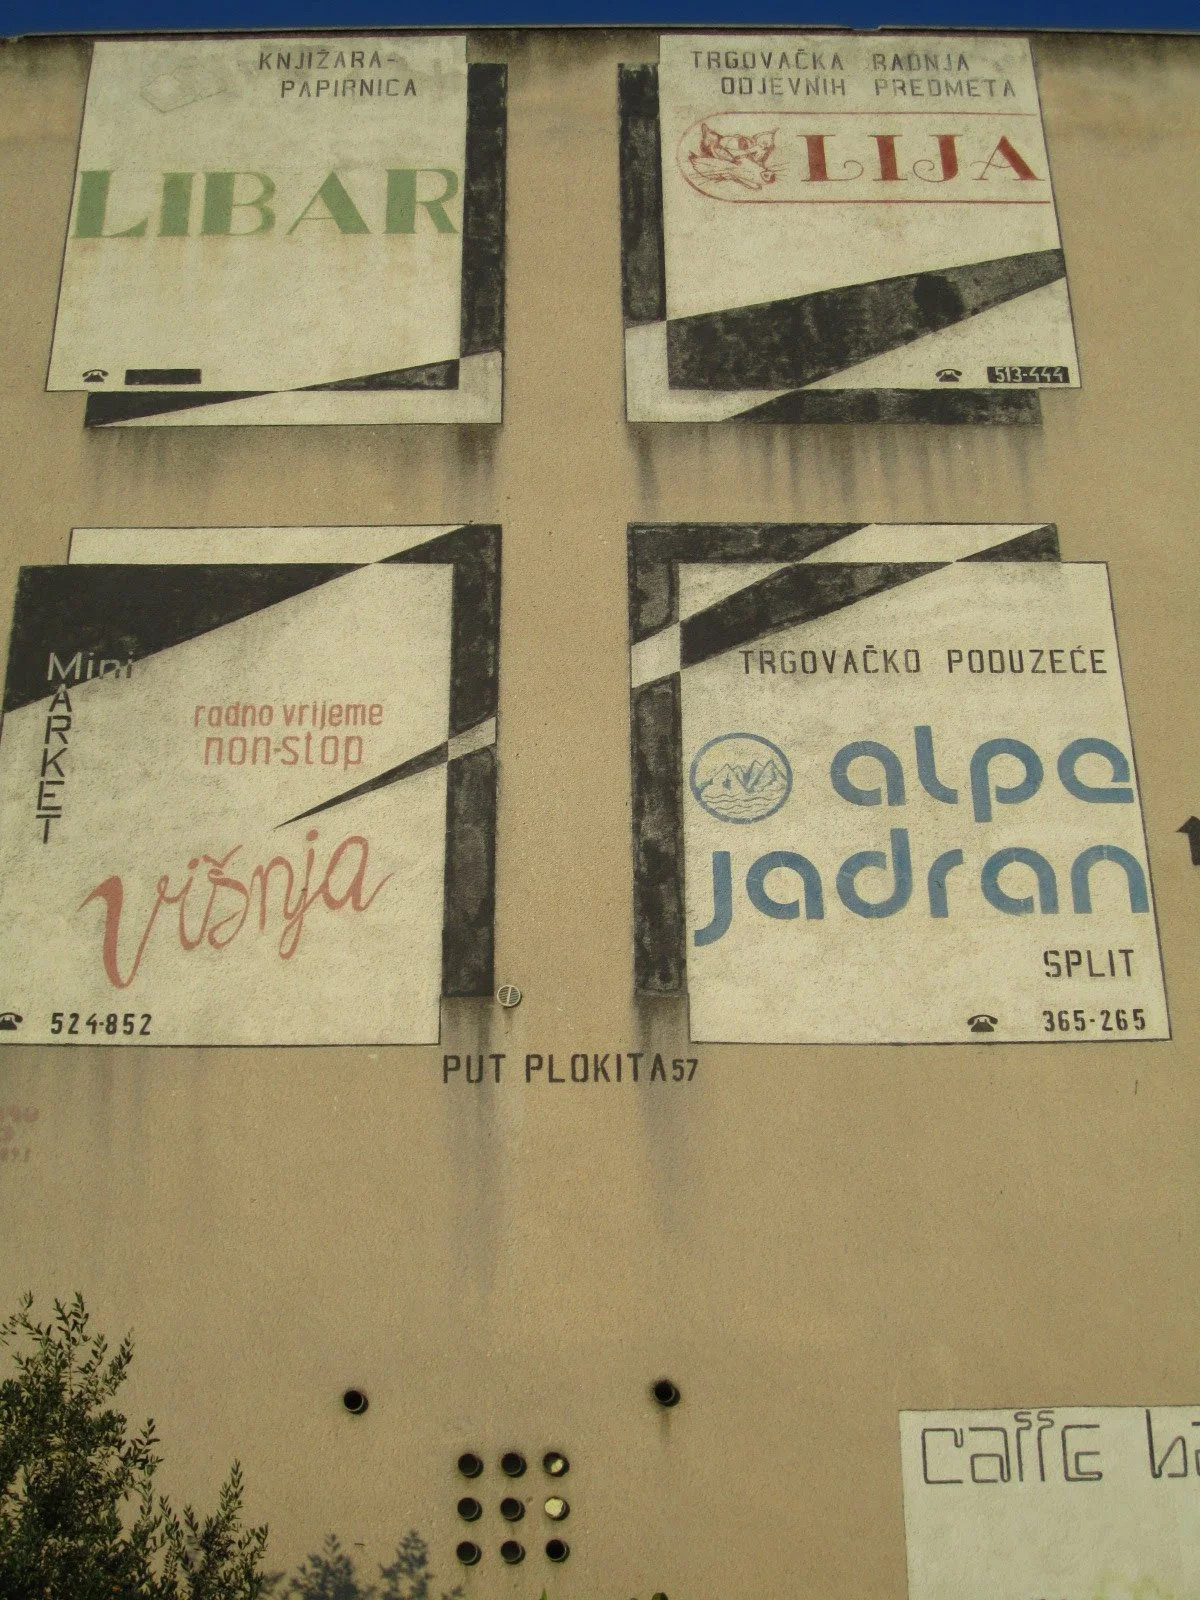 KNJIŽARA-
PAPIRNICA
LIBAR
TRGOVAČKA RADNJA
ODJEVNIH PREDMETA
LIJA
513-444
Mini
MARKET
radno vrijeme
non-stop
višnja
524-852
TRGOVAČKO PODUZEĆE
alpe
jadran
SPLIT
365-265
PUT PLOKITA 57
caffe